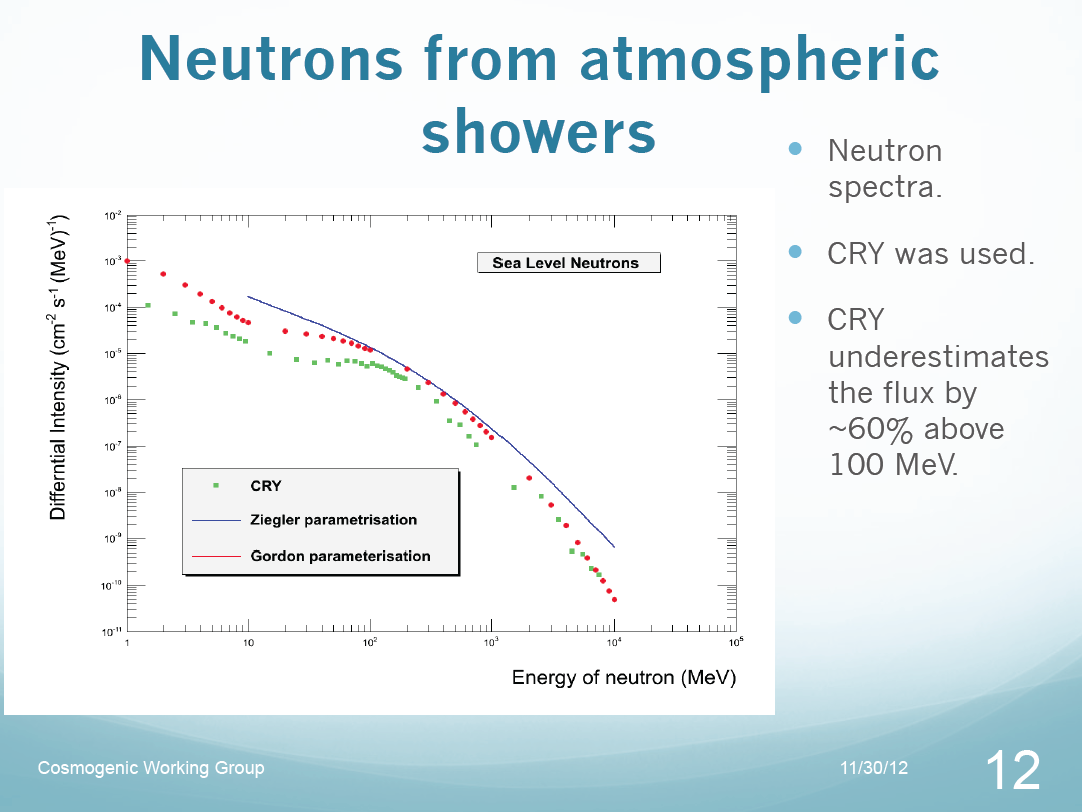 Neutrons from atmospheric
showers
• Neutron
spectra.
• CRY was used.
• CRY
underestimates
the flux by
~60% above
100 MeV.
Differntial Intensity (cm⁻² s⁻¹ (MeV)⁻¹)
10⁻²
10⁻³
10⁻⁴
10⁻⁵
10⁻⁶
10⁻⁷
10⁻⁸
10⁻⁹
10⁻¹⁰
10⁻¹¹
Sea Level Neutrons
CRY
Ziegler parametrisation
Gordon parameterisation
1 10 10² 10³ 10⁴ 10⁵
Energy of neutron (MeV)
Cosmogenic Working Group 11/30/12 12